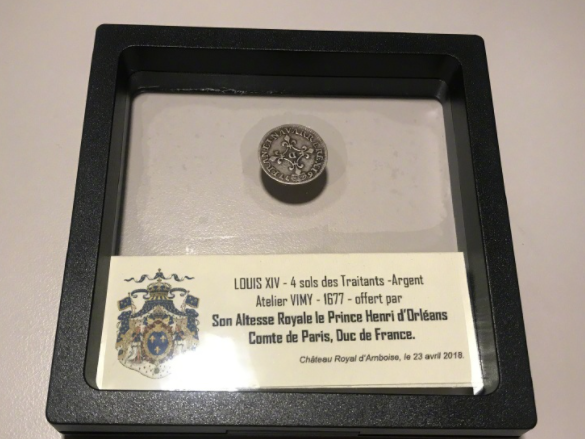 LOUIS XIV - 4 sols des Traitants -Argent
Atelier VIMY - 1677 - offert par
Son Altesse Royale le Prince Henri d'Orléans
Comte de Paris, Duc de France.
Château Royal d'Amboise, le 23 avril 2018.